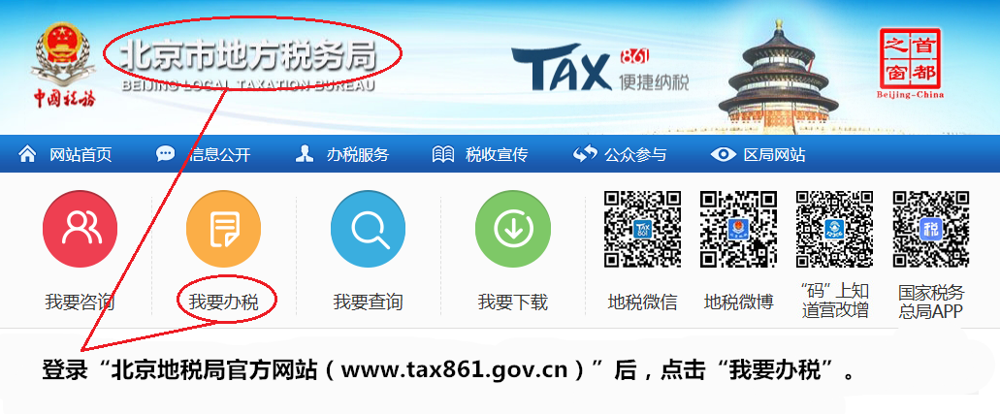 中国税务
北京市地方税务局
BEIJING LOCAL TAXATION BUREAU
TAX 861
便捷纳税
首都之窗
Beijing-China
网站首页 信息公开 办税服务 税收宣传 公众参与 区局网站
TAX
861
税
我要咨询 我要办税 我要查询 我要下载 地税微信 地税微博
“码”上知
道营改增
国家税务
总局APP
登录“北京地税局官方网站（www.tax861.gov.cn）”后，点击“我要办税”。